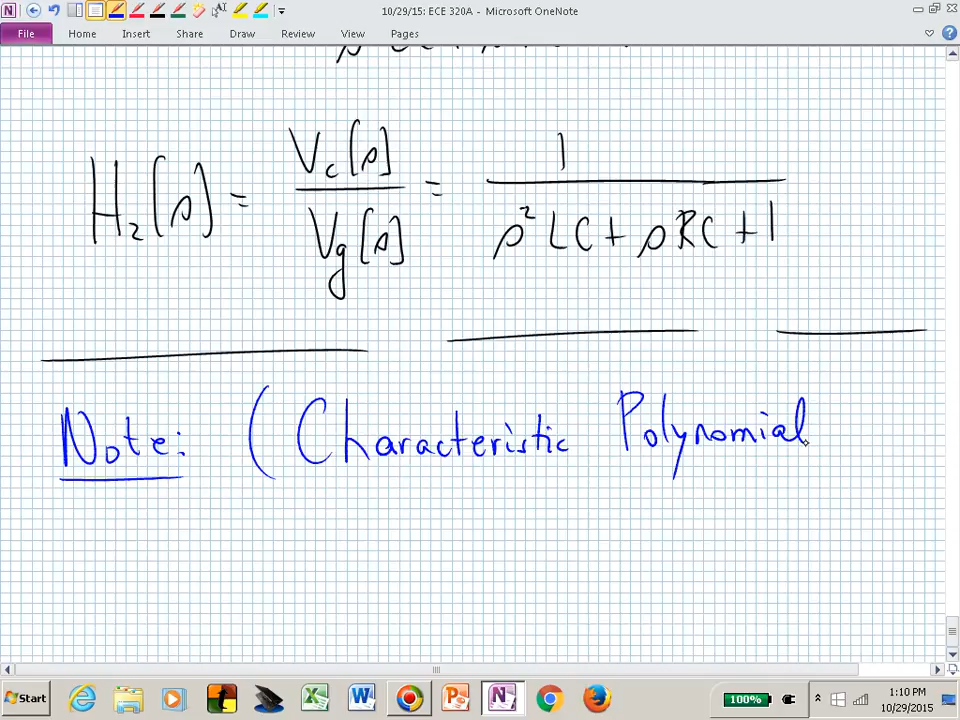 10/29/15: ECE 320A - Microsoft OneNote
File Home Insert Share Draw Review View Pages
H₂[s] = Vc[s] / Vg[s] = 1 / (s²LC + sRC + 1)
Note: (Characteristic Polynomial
Start
100%
1:10 PM
10/29/2015